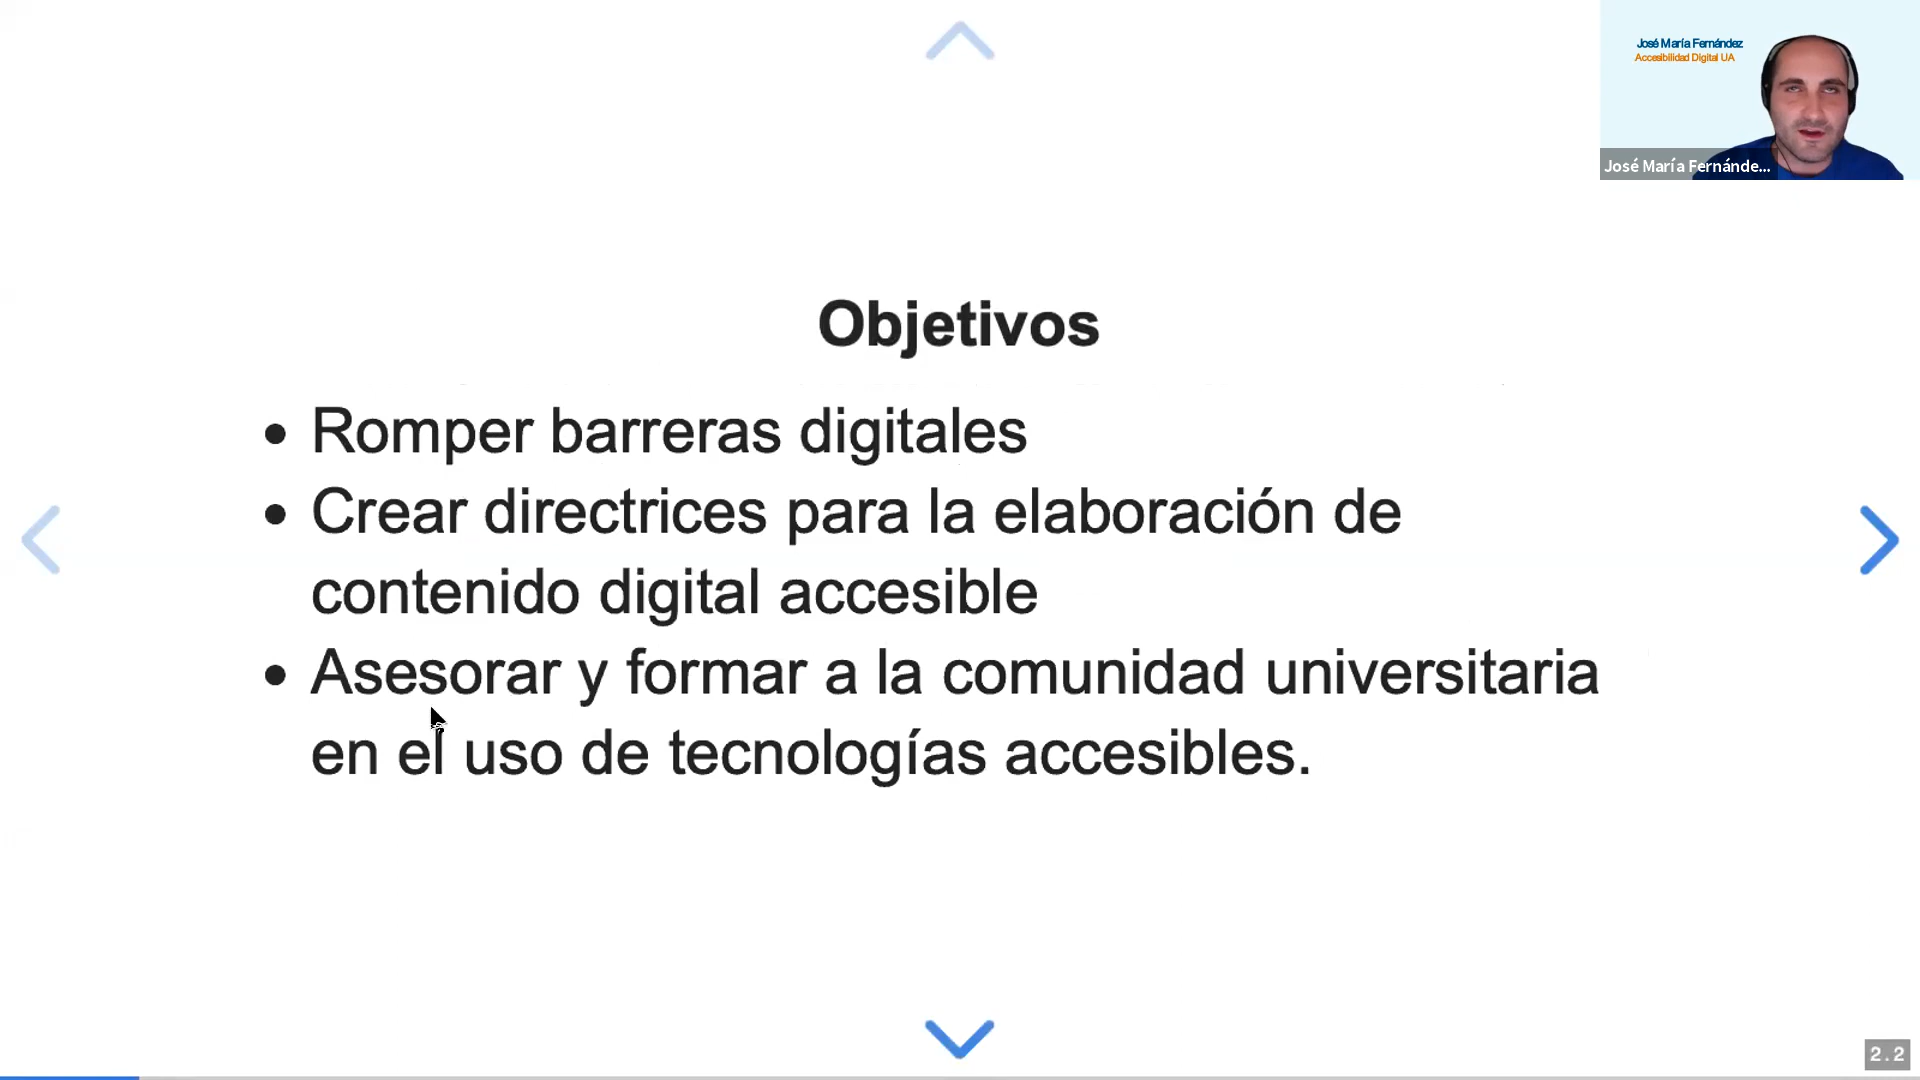 José María Fernández
Accesibilidad Digital UA
José María Fernánde...
Objetivos
• Romper barreras digitales
• Crear directrices para la elaboración de
contenido digital accesible
• Asesorar y formar a la comunidad universitaria
en el uso de tecnologías accesibles.
2.2